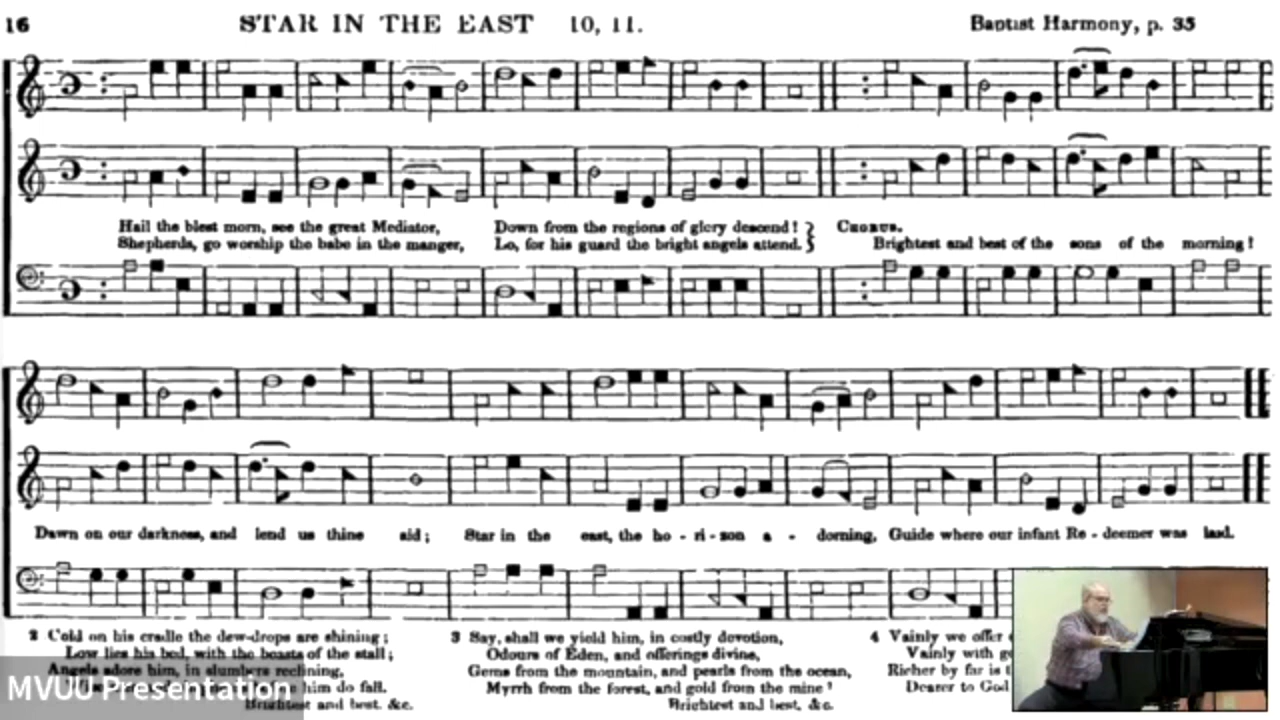 16 STAR IN THE EAST 10, 11. Baptist Harmony, p. 35
Hail the blest morn, see the great Mediator, Down from the regions of glory descend! }
Shepherds, go worship the babe in the manger, Lo, for his guard the bright angels attend. }
CHORUS.
Brightest and best of the sons of the morning!
Dawn on our darkness, and lend us thine aid; Star in the east, the ho - ri - son a - dorning, Guide where our infant Re - deemer was laid.
2 Cold on his cradle the dew-drops are shining;
Low lies his bed, with the beasts of the stall;
Angels adore him, in slumbers reclining,
him do fall.
Brightest and best. &c.
3 Say, shall we yield him, in costly devotion,
Odours of Eden, and offerings divine,
Gems from the mountain, and pearls from the ocean,
Myrrh from the forest, and gold from the mine?
Brightest and best, &c.
4 Vainly we offer
Vainly with
Richer by far is
Dearer to God
MVUU Presentation